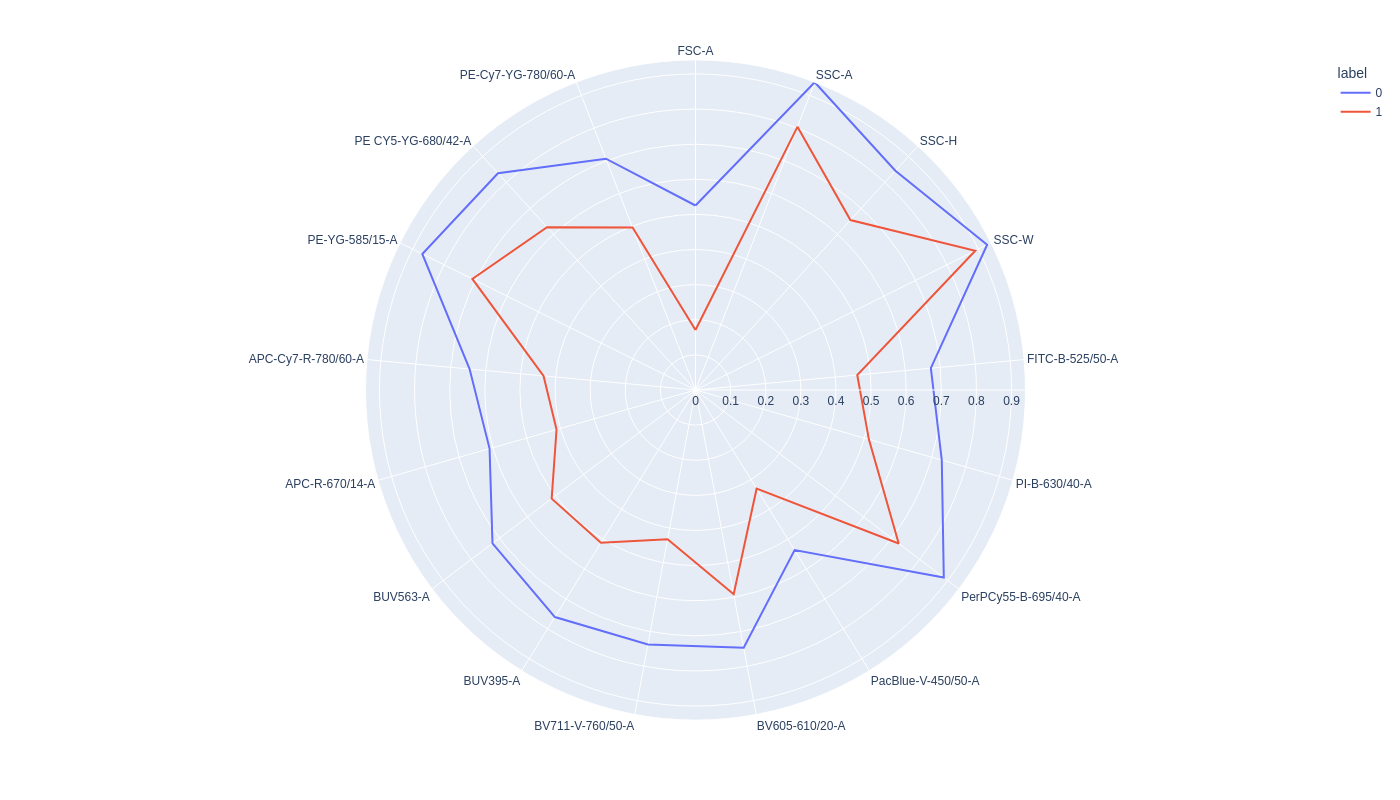 FSC-A
PE-Cy7-YG-780/60-A
SSC-A
label
0
1
PE CY5-YG-680/42-A
SSC-H
PE-YG-585/15-A
SSC-W
APC-Cy7-R-780/60-A
FITC-B-525/50-A
0 0.1 0.2 0.3 0.4 0.5 0.6 0.7 0.8 0.9
APC-R-670/14-A
PI-B-630/40-A
BUV563-A
PerPCy55-B-695/40-A
BUV395-A
PacBlue-V-450/50-A
BV711-V-760/50-A
BV605-610/20-A